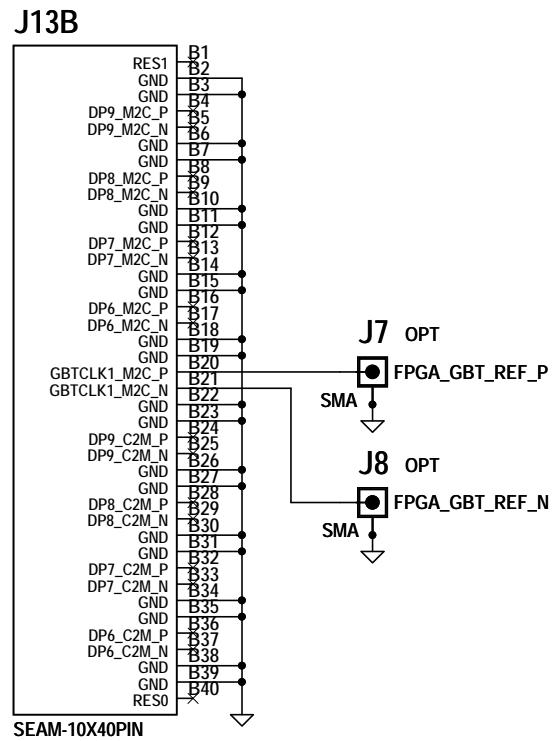 J13B
RES1 B1
GND B2
GND B3
DP9_M2C_P B4
DP9_M2C_N B5
GND B6
GND B7
DP8_M2C_P B8
DP8_M2C_N B9
GND B10
GND B11
DP7_M2C_P B12
DP7_M2C_N B13
GND B14
GND B15
DP6_M2C_P B16
DP6_M2C_N B17
GND B18
GND B19
GBTCLK1_M2C_P B20
GBTCLK1_M2C_N B21
GND B22
GND B23
DP9_C2M_P B24
DP9_C2M_N B25
GND B26
GND B27
DP8_C2M_P B28
DP8_C2M_N B29
GND B30
GND B31
DP7_C2M_P B32
DP7_C2M_N B33
GND B34
GND B35
DP6_C2M_P B36
DP6_C2M_N B37
GND B38
GND B39
RES0 B40
SEAM-10X40PIN
J7 OPT
FPGA_GBT_REF_P
SMA
J8 OPT
FPGA_GBT_REF_N
SMA